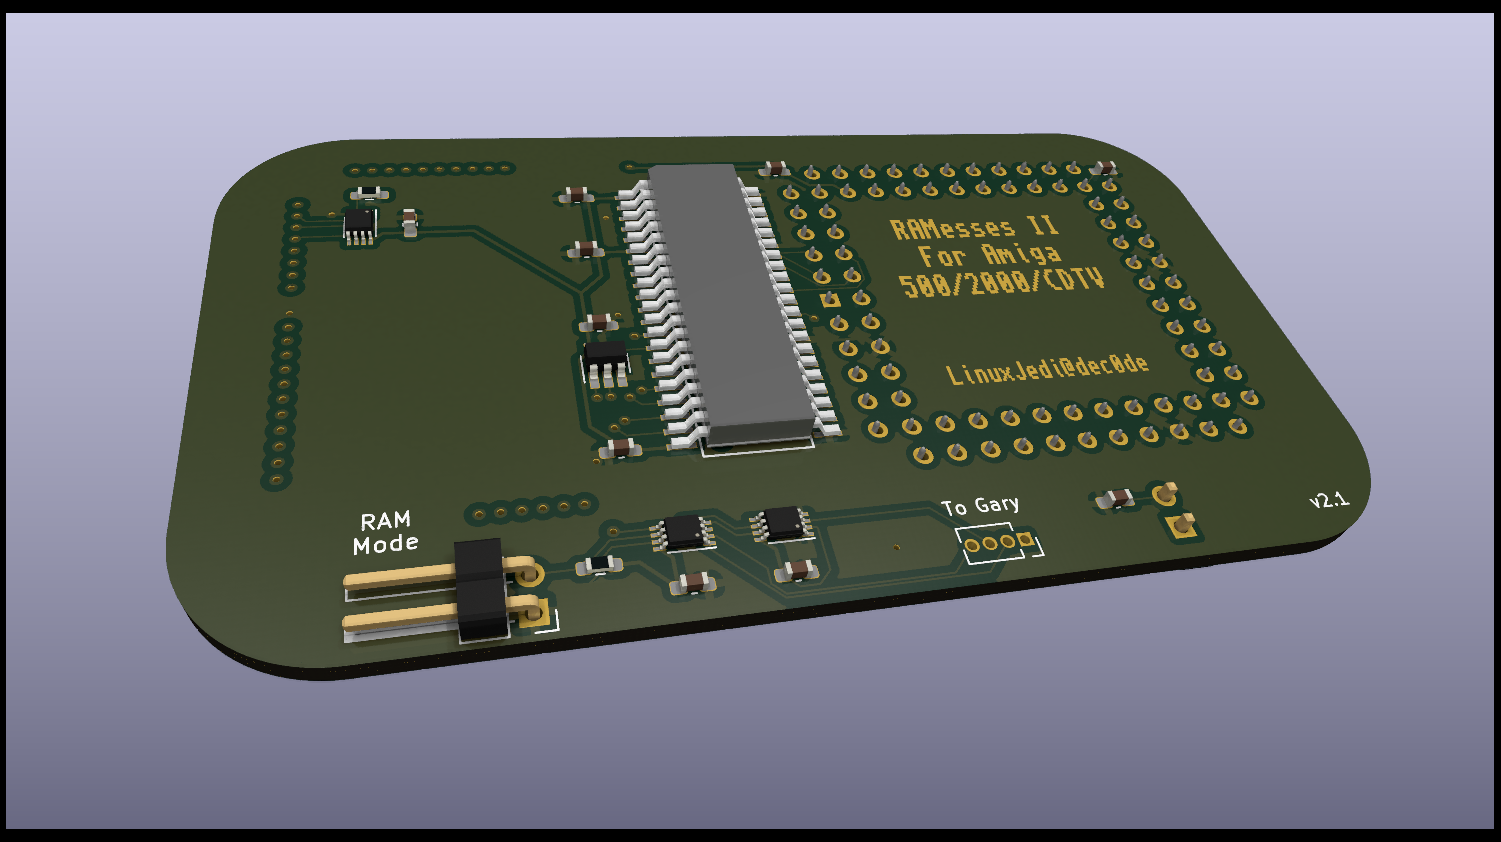 RAMesses II
For Amiga
500/2000/CDTV
LinuxJedi@dec0de
RAM
Mode
To Gary
v2.1